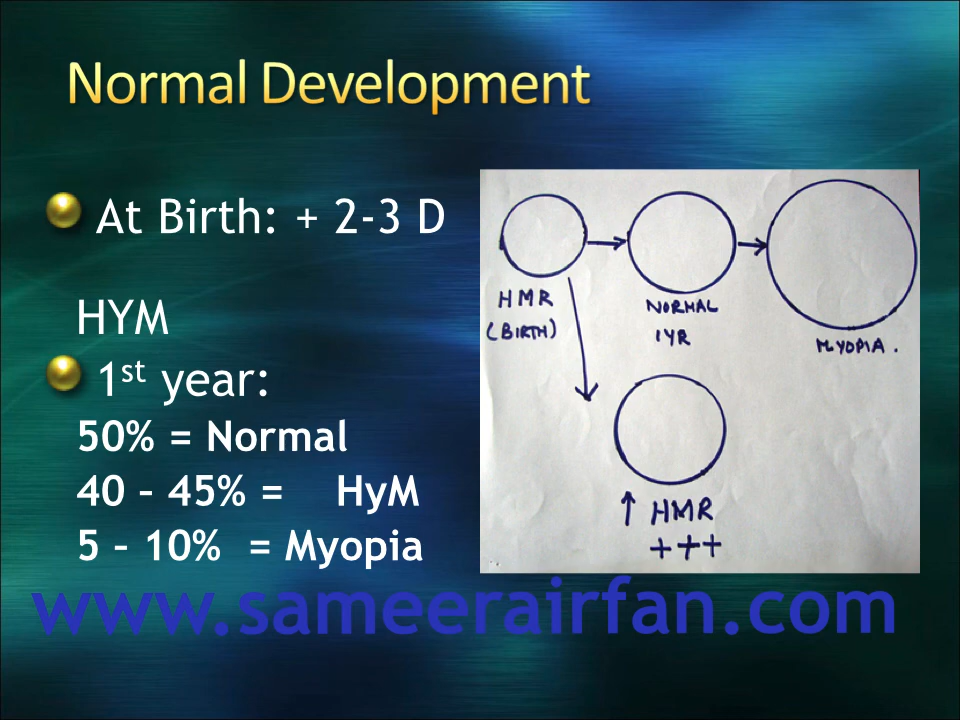 Normal Development
At Birth: + 2-3 D
HYM
1st year:
50% = Normal
40 – 45% = HyM
5 – 10% = Myopia
HMR
(BIRTH)
NORMAL
1YR
MYOPIA.
↑ HMR
+++
www.sameerairfan.com